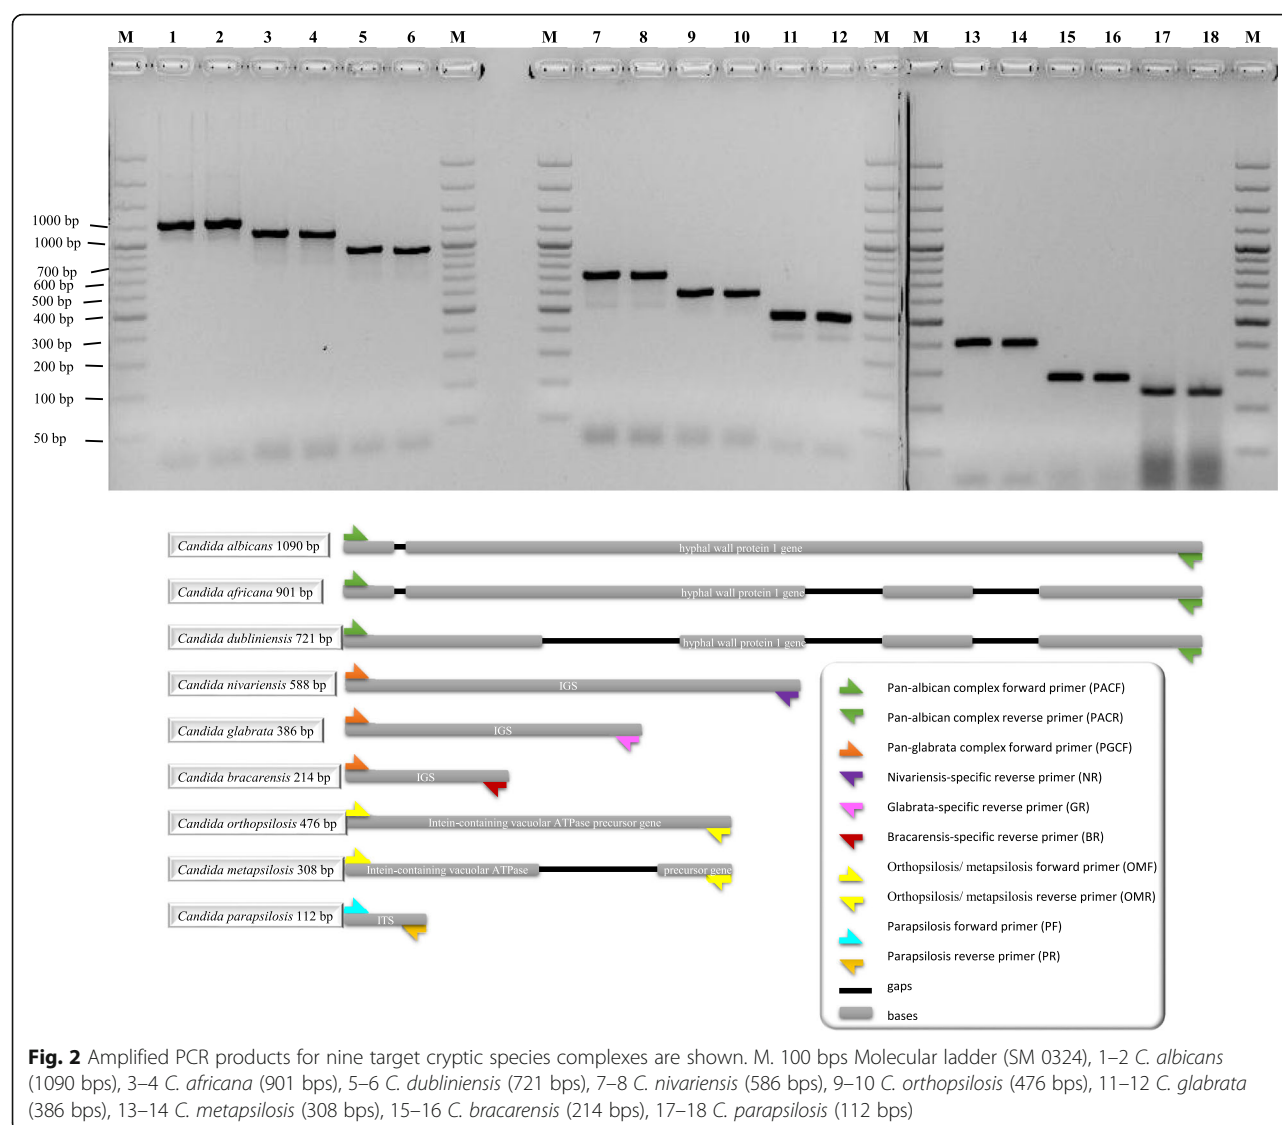 M 1 2 3 4 5 6 M M 7 8 9 10 11 12 M M 13 14 15 16 17 18 M
1000 bp
1000 bp
700 bp
600 bp
500 bp
400 bp
300 bp
200 bp
100 bp
50 bp
Candida albicans 1090 bp
hyphal wall protein 1 gene
Candida africana 901 bp
hyphal wall protein 1 gene
Candida dubliniensis 721 bp
hyphal wall protein 1 gene
Candida nivariensis 588 bp
IGS
Candida glabrata 386 bp
IGS
Candida bracarensis 214 bp
IGS
Candida orthopsilosis 476 bp
Intein-containing vacuolar ATPase precursor gene
Candida metapsilosis 308 bp
Intein-containing vacuolar ATPase precursor gene
Candida parapsilosis 112 bp
ITS
Pan-albican complex forward primer (PACF)
Pan-albican complex reverse primer (PACR)
Pan-glabrata complex forward primer (PGCF)
Nivariensis-specific reverse primer (NR)
Glabrata-specific reverse primer (GR)
Bracarensis-specific reverse primer (BR)
Orthopsilosis/ metapsilosis forward primer (OMF)
Orthopsilosis/ metapsilosis reverse primer (OMR)
Parapsilosis forward primer (PF)
Parapsilosis reverse primer (PR)
gaps
bases
Fig. 2 Amplified PCR products for nine target cryptic species complexes are shown. M. 100 bps Molecular ladder (SM 0324), 1–2 C. albicans
(1090 bps), 3–4 C. africana (901 bps), 5–6 C. dubliniensis (721 bps), 7–8 C. nivariensis (586 bps), 9–10 C. orthopsilosis (476 bps), 11–12 C. glabrata
(386 bps), 13–14 C. metapsilosis (308 bps), 15–16 C. bracarensis (214 bps), 17–18 C. parapsilosis (112 bps)